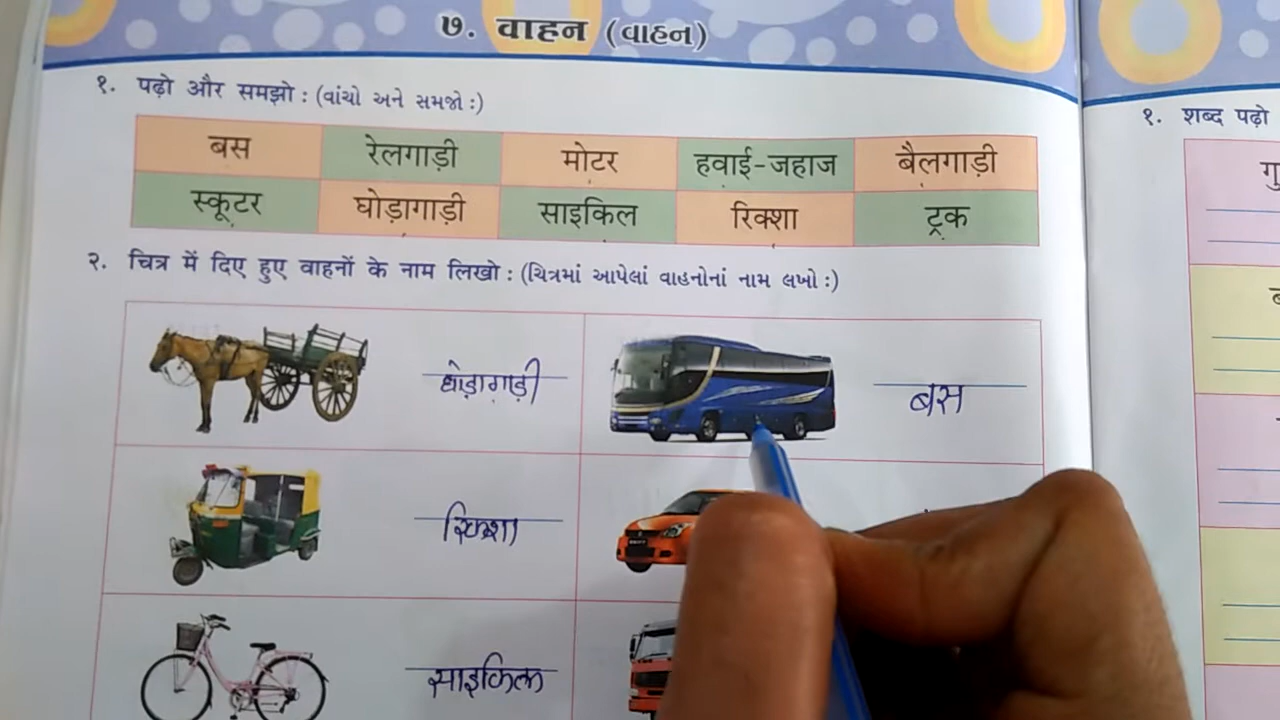 ७. वाहन (વાહન)
१. पढ़ो और समझो : (વાંચો અને સમજો :)
बस रेलगाड़ी मोटर हवाई-जहाज बैलगाड़ी
स्कूटर घोड़ागाड़ी साइकिल रिक्शा ट्रक
२. चित्र में दिए हुए वाहनों के नाम लिखो : (ચિત્રમાં આપેલાં વાહનોનાં નામ લખો :)
घोड़ागाड़ी बस
रिक्शा
साइकिल
१. शब्द पढ़ो